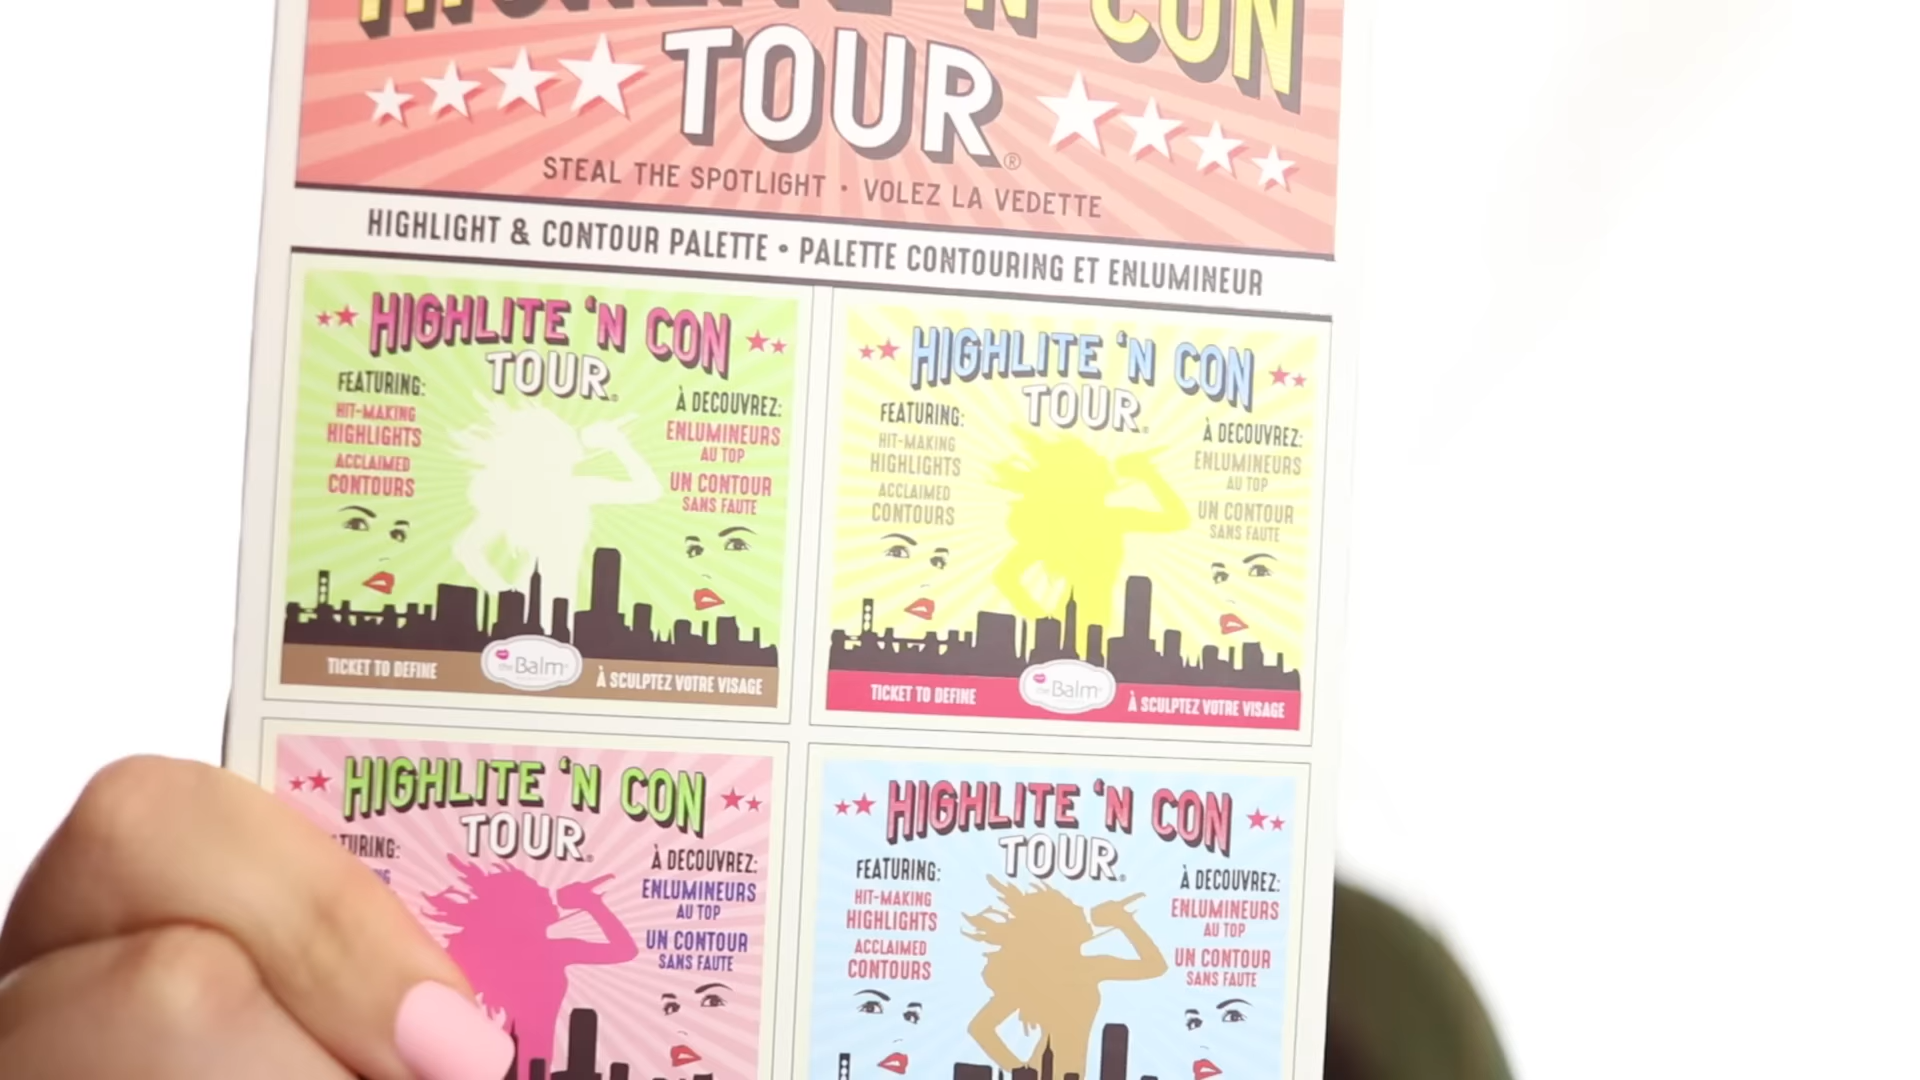 HIGHLITE 'N CON
TOUR®
STEAL THE SPOTLIGHT • VOLEZ LA VEDETTE
HIGHLIGHT & CONTOUR PALETTE • PALETTE CONTOURING ET ENLUMINEUR
HIGHLITE 'N CON
TOUR®
FEATURING:
HIT-MAKING
HIGHLIGHTS
ACCLAIMED
CONTOURS
À DECOUVREZ:
ENLUMINEURS
AU TOP
UN CONTOUR
SANS FAUTE
TICKET TO DEFINE
theBalm®
À SCULPTEZ VOTRE VISAGE
HIGHLITE 'N CON
TOUR®
FEATURING:
HIT-MAKING
HIGHLIGHTS
ACCLAIMED
CONTOURS
À DECOUVREZ:
ENLUMINEURS
AU TOP
UN CONTOUR
SANS FAUTE
TICKET TO DEFINE
theBalm®
À SCULPTEZ VOTRE VISAGE
HIGHLITE 'N CON
TOUR®
TURING:
À DECOUVREZ:
ENLUMINEURS
AU TOP
UN CONTOUR
SANS FAUTE
HIGHLITE 'N CON
TOUR®
FEATURING:
HIT-MAKING
HIGHLIGHTS
ACCLAIMED
CONTOURS
À DECOUVREZ:
ENLUMINEURS
AU TOP
UN CONTOUR
SANS FAUTE